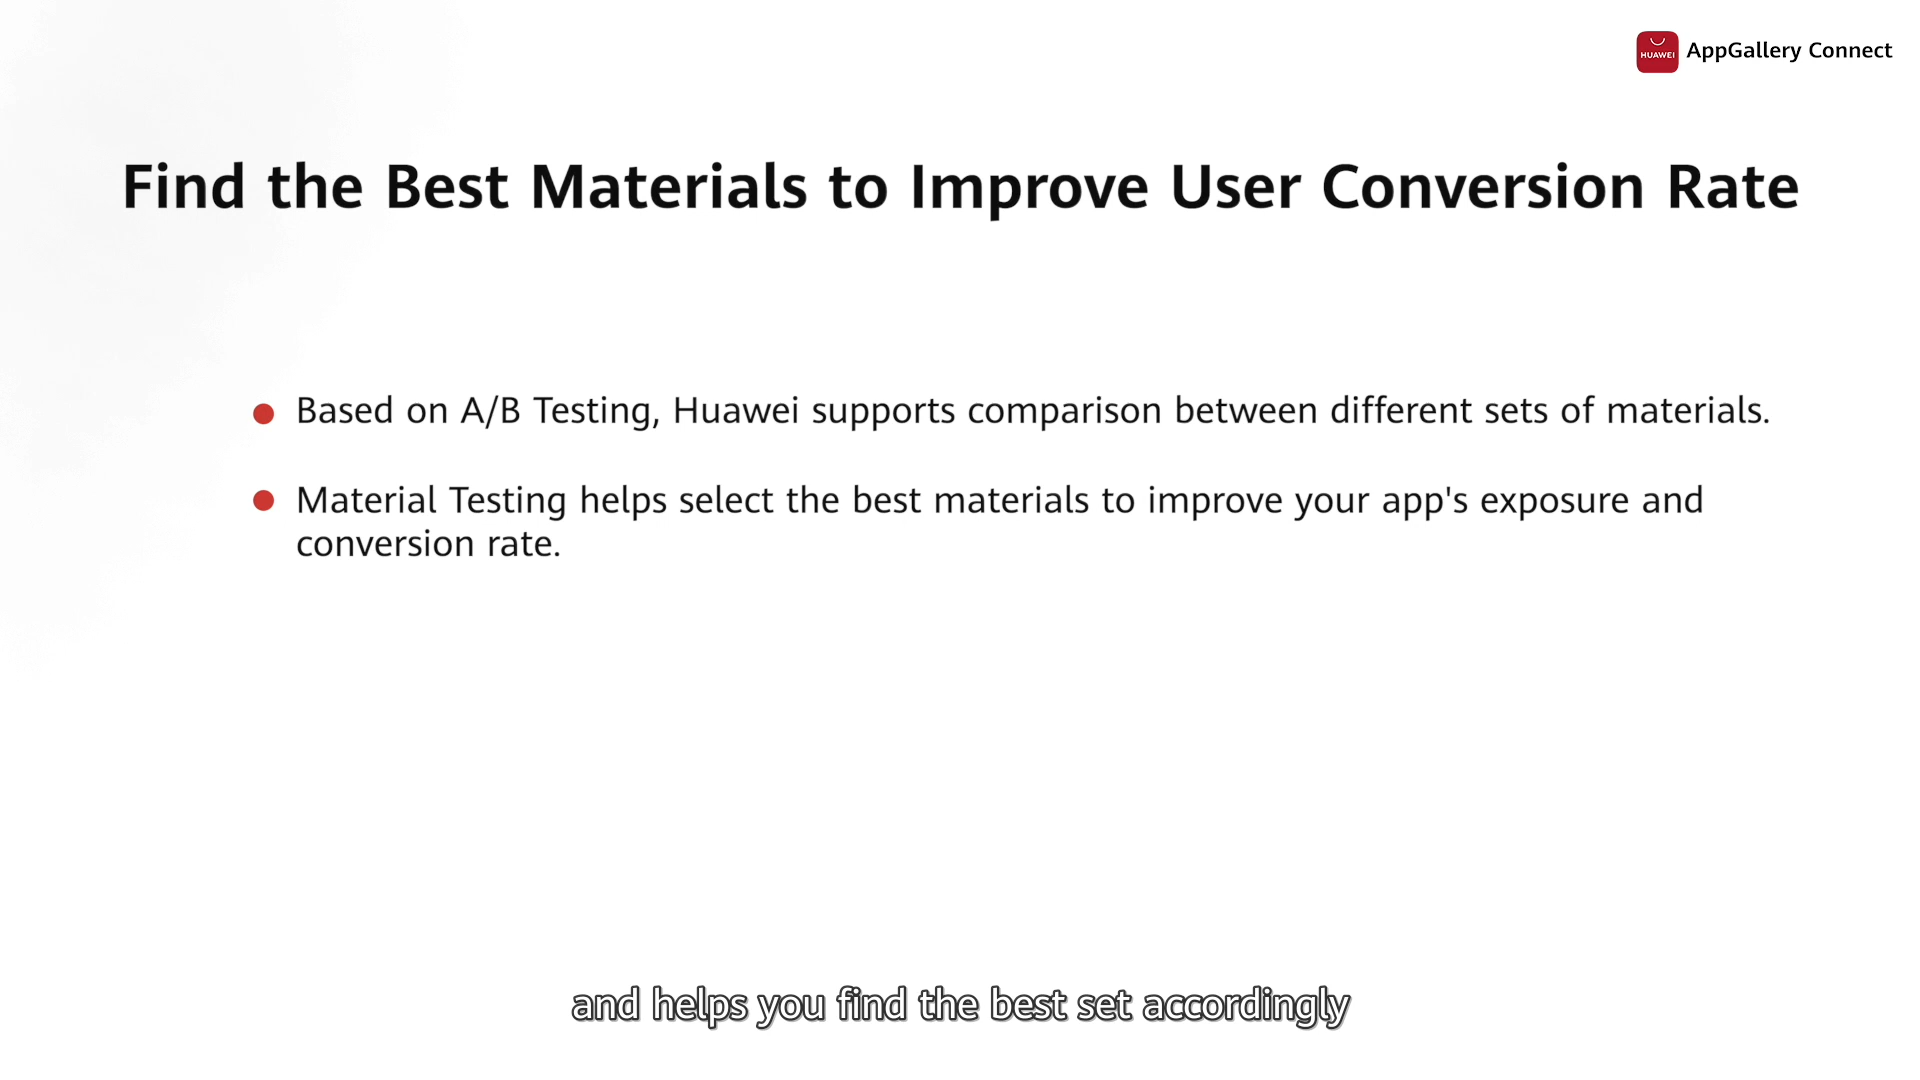 HUAWEI
AppGallery Connect
Find the Best Materials to Improve User Conversion Rate
Based on A/B Testing, Huawei supports comparison between different sets of materials.
Material Testing helps select the best materials to improve your app's exposure and
conversion rate.
and helps you find the best set accordingly